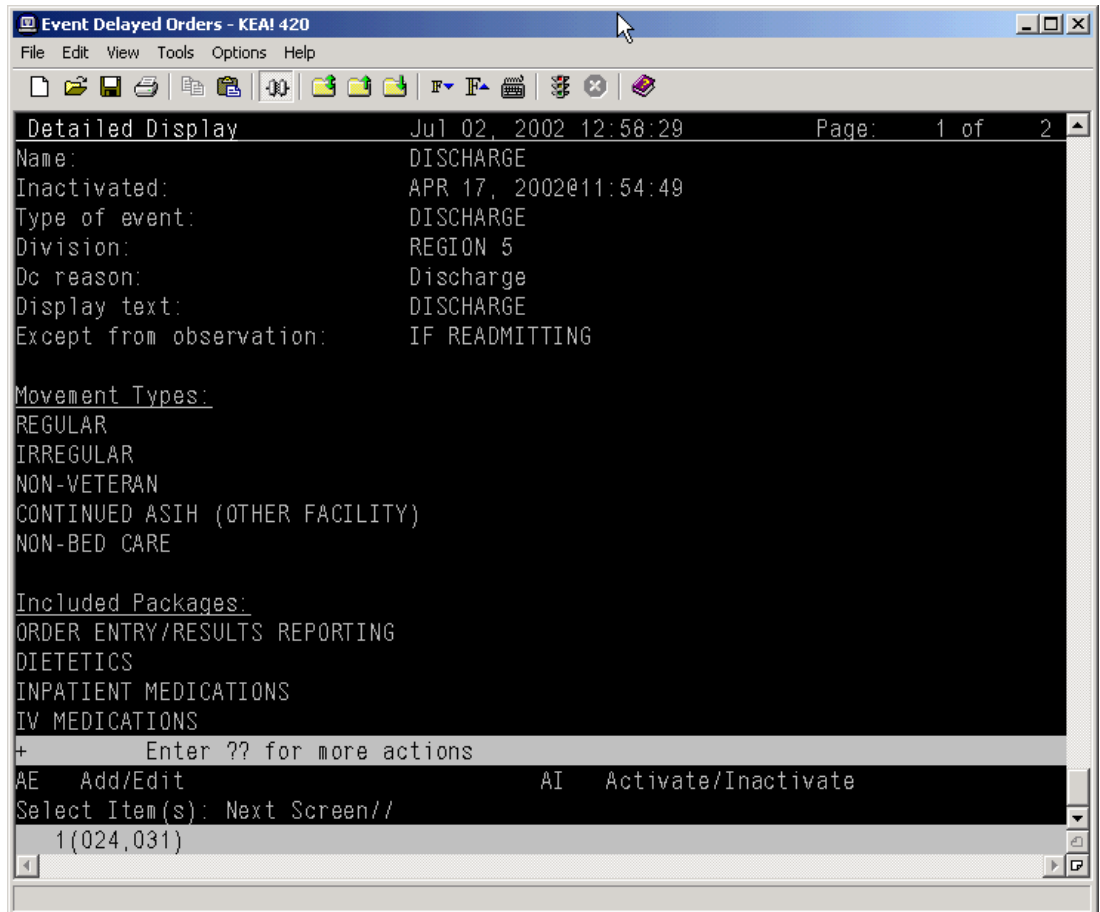 Event Delayed Orders - KEA! 420
File Edit View Tools Options Help
Detailed Display Jul 02, 2002 12:58:29 Page: 1 of 2
Name: DISCHARGE
Inactivated: APR 17, 2002@11:54:49
Type of event: DISCHARGE
Division: REGION 5
Dc reason: Discharge
Display text: DISCHARGE
Except from observation: IF READMITTING
Movement Types:
REGULAR
IRREGULAR
NON-VETERAN
CONTINUED ASIH (OTHER FACILITY)
NON-BED CARE
Included Packages:
ORDER ENTRY/RESULTS REPORTING
DIETETICS
INPATIENT MEDICATIONS
IV MEDICATIONS
+ Enter ?? for more actions
AE Add/Edit AI Activate/Inactivate
Select Item(s): Next Screen//
1(024,031)